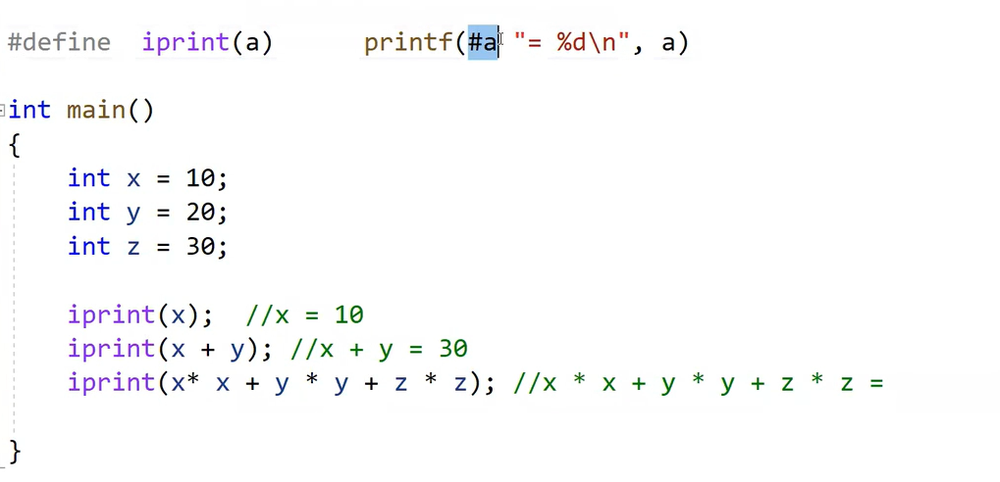 #define  iprint(a)      printf(#a "= %d\n", a)
int main()
{
    int x = 10;
    int y = 20;
    int z = 30;
    iprint(x);  //x = 10
    iprint(x + y); //x + y = 30
    iprint(x* x + y * y + z * z); //x * x + y * y + z * z =
}